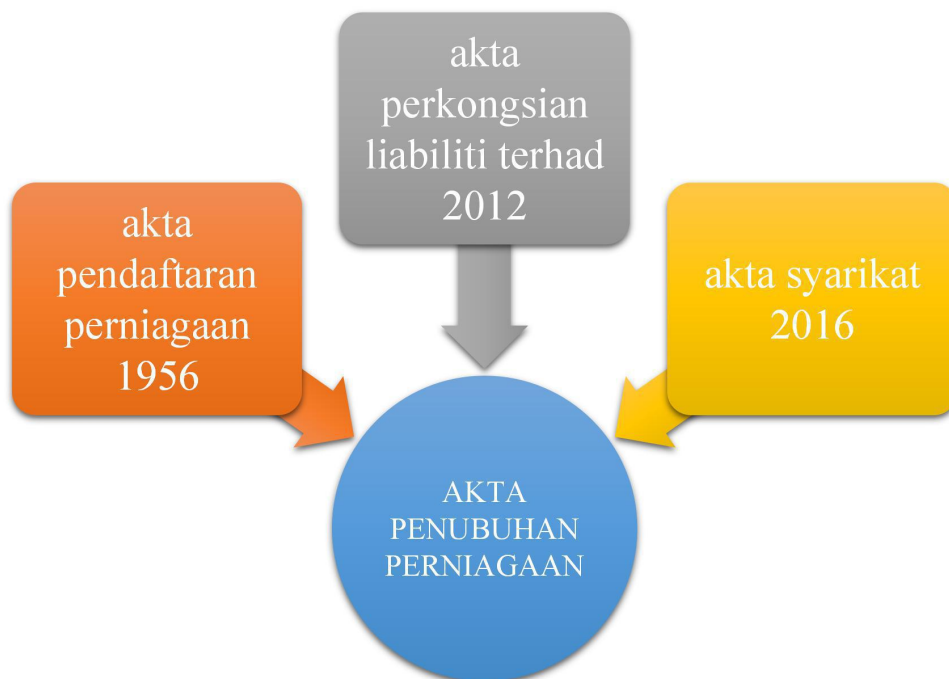 akta
perkongsian
liabiliti terhad
2012
akta
pendaftaran
perniagaan
1956
akta syarikat
2016
AKTA
PENUBUHAN
PERNIAGAAN